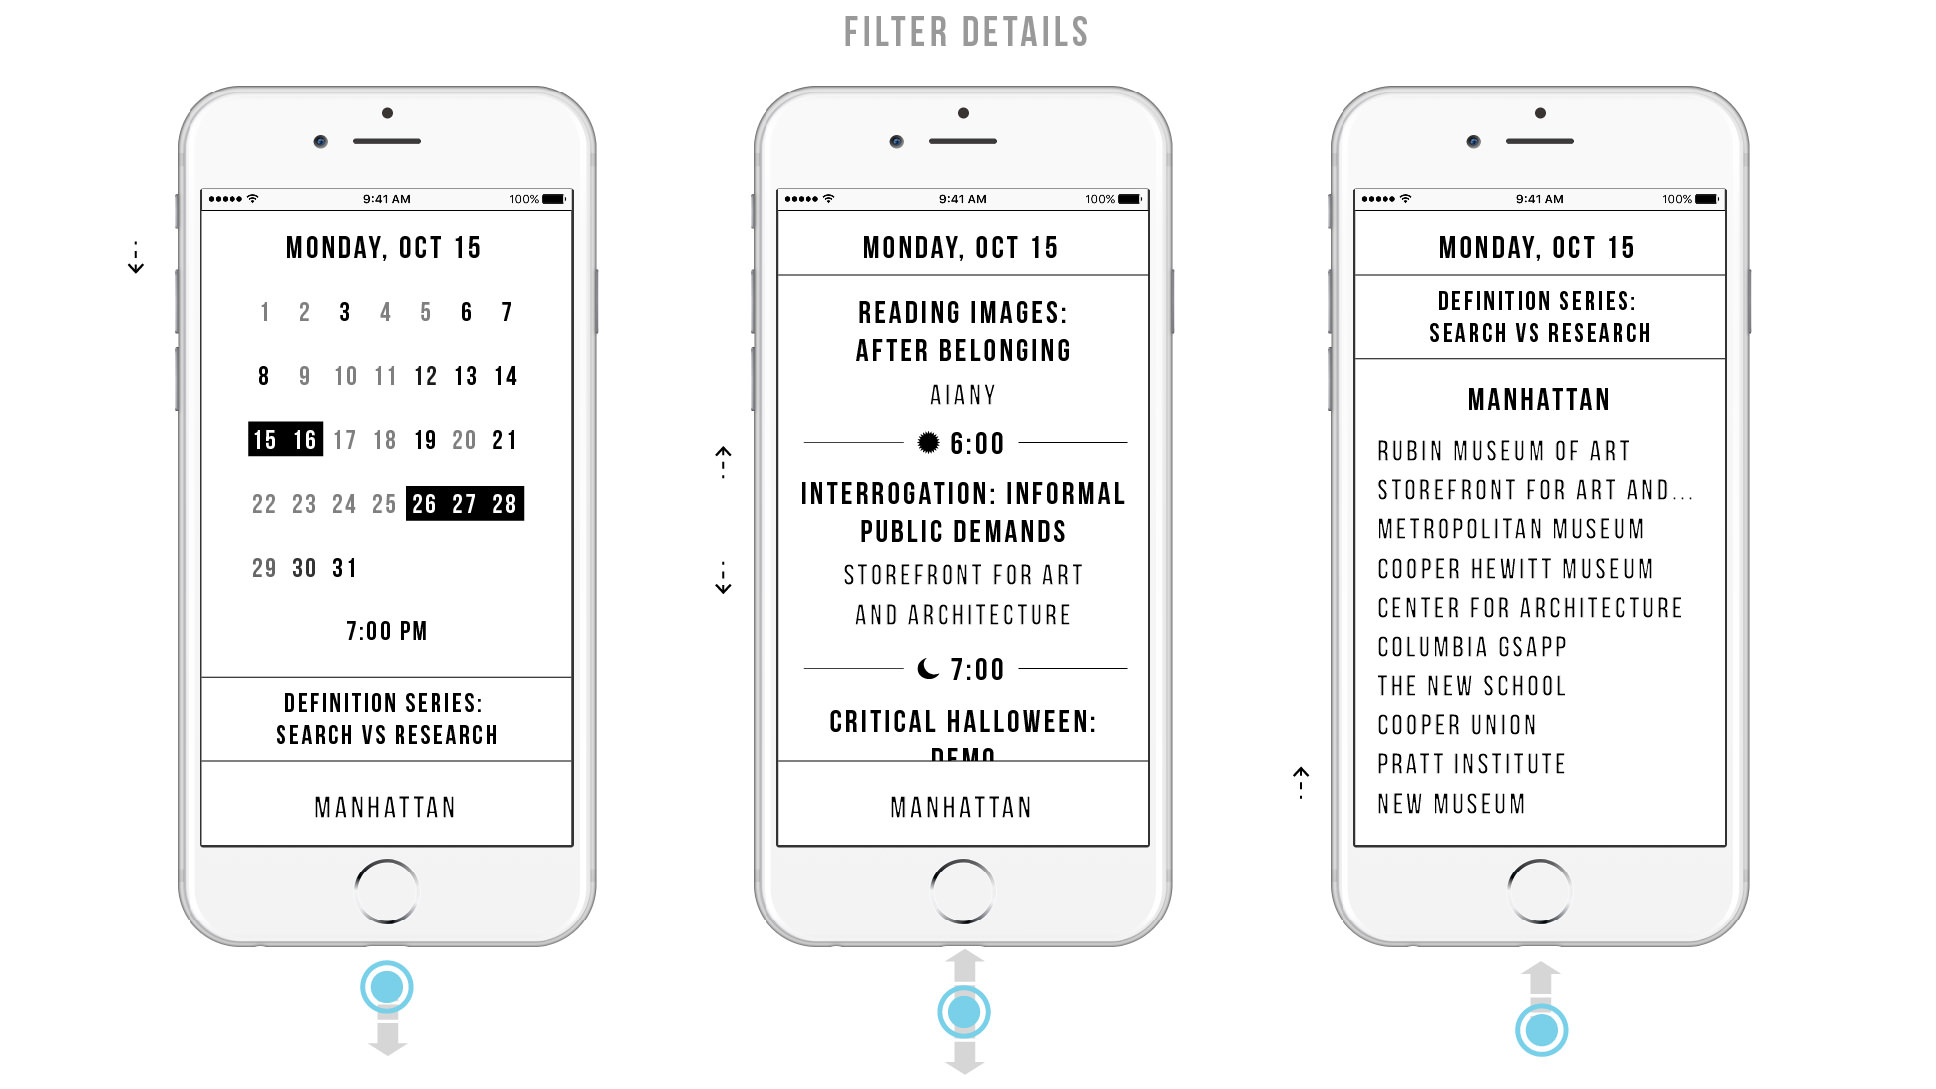 FILTER DETAILS
9:41 AM 100%
MONDAY, OCT 15
1 2 3 4 5 6 7
8 9 10 11 12 13 14
15 16 17 18 19 20 21
22 23 24 25 26 27 28
29 30 31
7:00 PM
DEFINITION SERIES:
SEARCH VS RESEARCH
MANHATTAN
9:41 AM 100%
MONDAY, OCT 15
READING IMAGES:
AFTER BELONGING
AIANY
6:00
INTERROGATION: INFORMAL
PUBLIC DEMANDS
STOREFRONT FOR ART
AND ARCHITECTURE
7:00
CRITICAL HALLOWEEN:
DEMO
MANHATTAN
9:41 AM 100%
MONDAY, OCT 15
DEFINITION SERIES:
SEARCH VS RESEARCH
MANHATTAN
RUBIN MUSEUM OF ART
STOREFRONT FOR ART AND...
METROPOLITAN MUSEUM
COOPER HEWITT MUSEUM
CENTER FOR ARCHITECTURE
COLUMBIA GSAPP
THE NEW SCHOOL
COOPER UNION
PRATT INSTITUTE
NEW MUSEUM